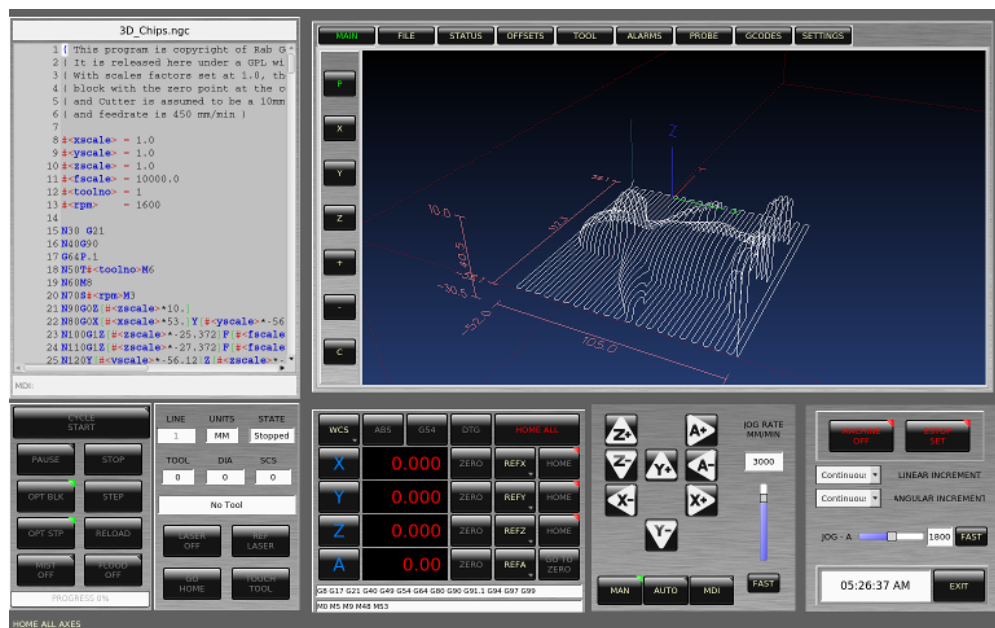 3D_Chips.ngc
1 ( This program is copyright of Rab G
2 ( It is released here under a GPL wi
3 ( With scales factors set at 1.0, th
4 ( block with the zero point at the c
5 ( and Cutter is assumed to be a 10mm
6 ( and feedrate is 450 mm/min )
7
8 #<xscale> = 1.0
9 #<yscale> = 1.0
10 #<zscale> = 1.0
11 #<fscale> = 10000.0
12 #<toolno> = 1
13 #<rpm> = 1600
14
15 N30 G21
16 N40G90
17 G64P.1
18 N50T#<toolno>M6
19 N60M8
20 N70S#<rpm>M3
21 N90G0Z[#<zscale>*10.]
22 N80G0X[#<xscale>*53.]Y[#<yscale>*-56
23 N100G1Z[#<zscale>*-25.372]F[#<fscale
24 N110G1Z[#<zscale>*-27.372]F[#<fscale
25 N120Y[#<yscale>*-56.12]Z[#<zscale>*-
MDI:
MAIN FILE STATUS OFFSETS TOOL ALARMS PROBE GCODES SETTINGS
P
X
Y
Z
+
-
C
Z
10.0
40.5
-30.5
-52.0
105.0
CYCLE START
PAUSE STOP
OPT BLK STEP
OPT STP RELOAD
MIST OFF FLOOD OFF
PROGRESS 0%
LINE UNITS STATE
1 MM Stopped
TOOL DIA SCS
0 0 0
No Tool
LASER OFF REF LASER
GO HOME TOUCH TOOL
WCS ABS G54 DTG HOME ALL
X 0.000 ZERO REFX HOME
Y 0.000 ZERO REFY HOME
Z 0.000 ZERO REFZ HOME
A 0.00 ZERO REFA GO TO ZERO
G8 G17 G21 G40 G49 G54 G64 G80 G90 G91.1 G94 G97 G99
M0 M5 M9 M48 M53
Z+ A+
Z- Y+ A-
X- X+
Y-
JOG RATE
MM/MIN
3000
FAST
MAN AUTO MDI
MACHINE OFF ESTOP SET
Continuou: LINEAR INCREMENT
Continuou: ANGULAR INCREMENT
JOG - A 1800 FAST
05:26:37 AM EXIT
HOME ALL AXES